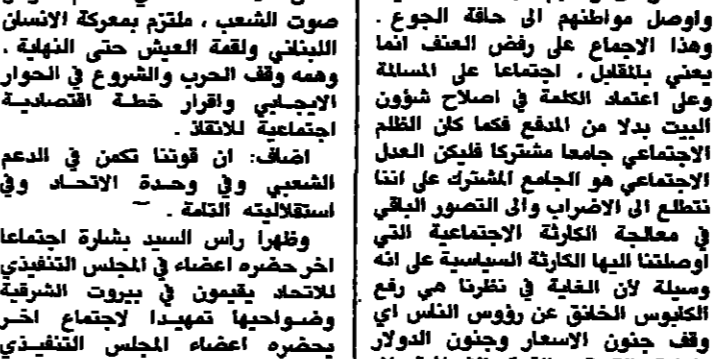 واوصل مواطنهم الى حافة الجوع .
وهذا الاجماع على رفض العنف انما
يعني بالمقابل ، اجتماعا على المسالمة
وعلى اعتماد الكلمة في اصلاح شؤون
البيت بدلا من المدفع فكما كان الظلم
الاجتماعي جامعا مشتركا فليكن العدل
الاجتماعي هو الجامع المشترك على اننا
نتطلع الى الاضراب والى التصور الباقي
في معالجة الكارثة الاجتماعية التي
اوصلتنا اليها الكارثة السياسية على انه
وسيلة لأن الغاية في نظرنا هي رفع
الكابوس الخانق عن رؤوس الناس اي
وقف جنون الاسعار وجنون الدولار
صوت الشعب ، ملتزم بمعركة الانسان
اللبناني ولقمة العيش حتى النهاية .
وهمه وقف الحرب والشروع في الحوار
الايجابي واقرار خطة اقتصادية
اجتماعية للانقاذ .
اضاف: ان قوتنا تكمن في الدعم
الشعبي وفي وحدة الاتحاد وفي
استقلاليته التامة .
وظهرا راس السيد بشارة اجتماعا
اخر حضره اعضاء في المجلس التنفيذي
للاتحاد يقيمون في بيروت الشرقية
وضواحيها تمهيدا لاجتماع اخر
يحضره اعضاء المجلس التنفيذي